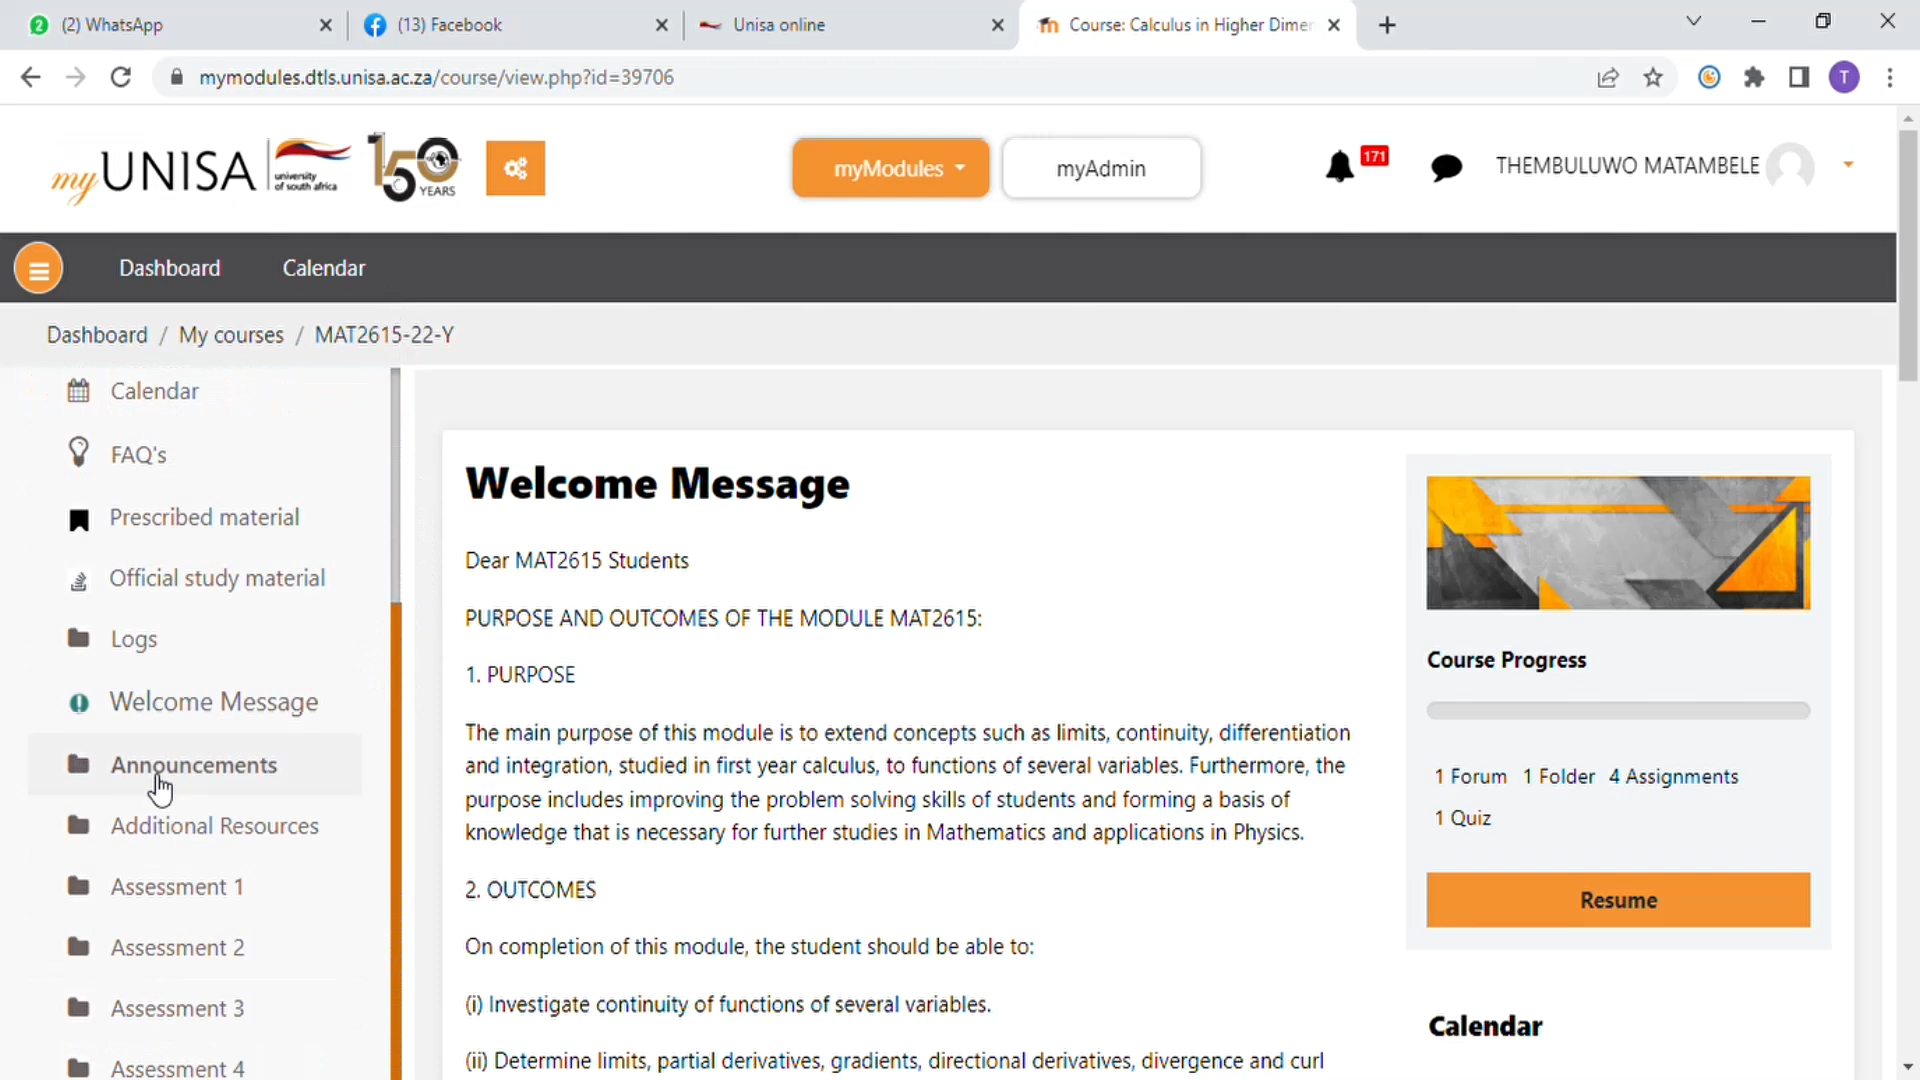 (2) WhatsApp
(13) Facebook
Unisa online
Course: Calculus in Higher Dimer
mymodules.dtls.unisa.ac.za/course/view.php?id=39706
T
myUNISA
university of south africa
150 YEARS
myModules
myAdmin
171
THEMBULUWO MATAMBELE
Dashboard
Calendar
Dashboard / My courses / MAT2615-22-Y
Calendar
FAQ's
Prescribed material
Official study material
Logs
Welcome Message
Announcements
Additional Resources
Assessment 1
Assessment 2
Assessment 3
Assessment 4
Welcome Message
Dear MAT2615 Students
PURPOSE AND OUTCOMES OF THE MODULE MAT2615:
1. PURPOSE
The main purpose of this module is to extend concepts such as limits, continuity, differentiation
and integration, studied in first year calculus, to functions of several variables. Furthermore, the
purpose includes improving the problem solving skills of students and forming a basis of
knowledge that is necessary for further studies in Mathematics and applications in Physics.
2. OUTCOMES
On completion of this module, the student should be able to:
(i) Investigate continuity of functions of several variables.
(ii) Determine limits, partial derivatives, gradients, directional derivatives, divergence and curl
Course Progress
1 Forum 1 Folder 4 Assignments
1 Quiz
Resume
Calendar